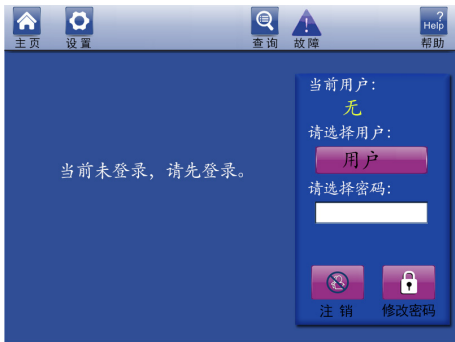 Help
主页 设置 查询 故障 帮助
当前用户：
无
请选择用户：
用户
当前未登录，请先登录。
请选择密码：
注 销 修改密码